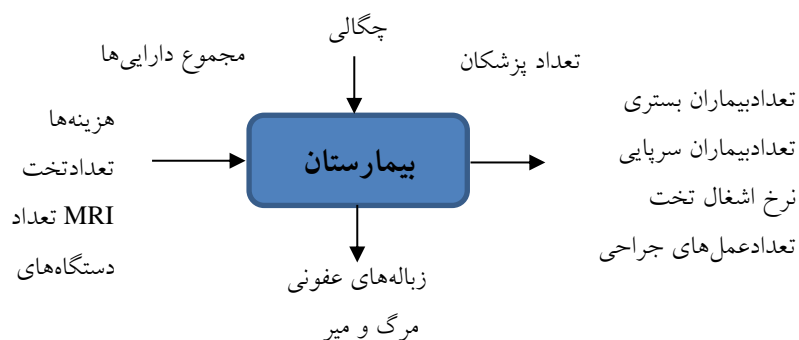 چگالی
مجموع دارایی‌ها
تعداد پزشکان
تعدادبیماران بستری
تعدادبیماران سرپایی
نرخ اشغال تخت
تعدادعمل‌های جراحی
بیمارستان
هزینه‌ها
تعدادتخت
تعداد MRI
دستگاه‌های
زباله‌های عفونی
مرگ و میر